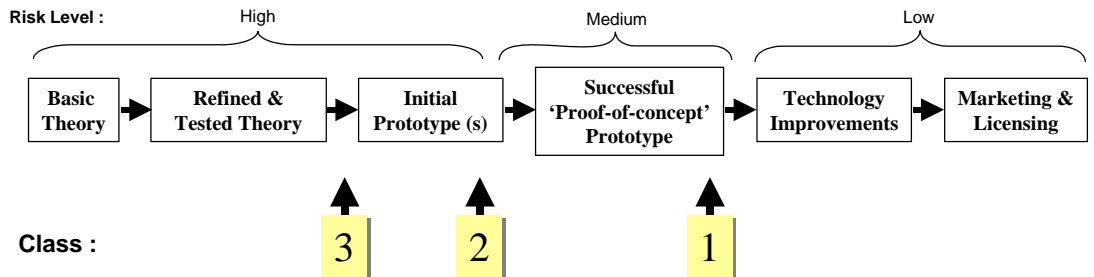 Risk Level :
High
Medium
Low
Basic
Theory
Refined &
Tested Theory
Initial
Prototype (s)
Successful
‘Proof-of-concept’
Prototype
Technology
Improvements
Marketing &
Licensing
Class :
3
2
1